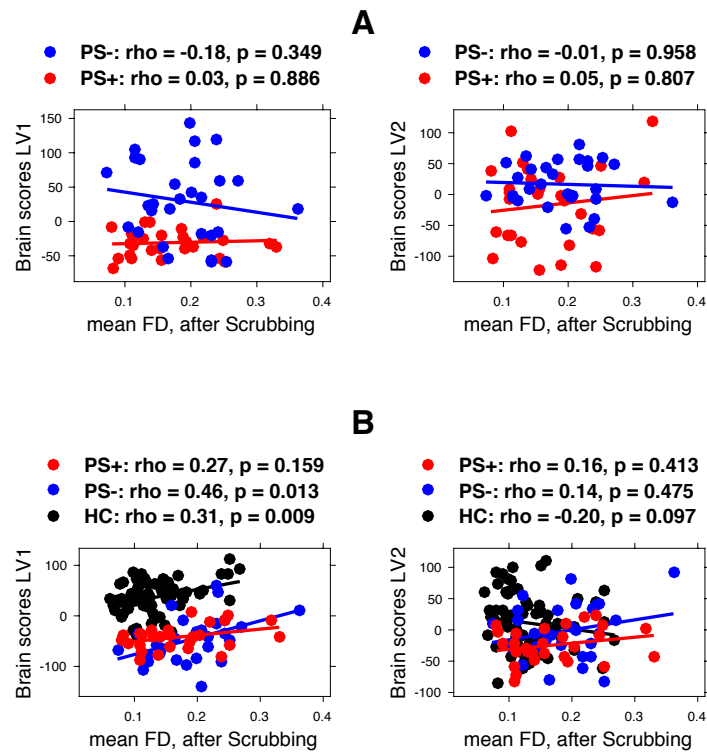 A
PS-: rho = -0.18, p = 0.349
PS+: rho = 0.03, p = 0.886
150
100
50
0
-50
Brain scores LV1
0.1 0.2 0.3 0.4
mean FD, after Scrubbing
PS-: rho = -0.01, p = 0.958
PS+: rho = 0.05, p = 0.807
100
50
0
-50
-100
Brain scores LV2
0.1 0.2 0.3 0.4
mean FD, after Scrubbing
B
PS+: rho = 0.27, p = 0.159
PS-: rho = 0.46, p = 0.013
HC: rho = 0.31, p = 0.009
100
0
-100
Brain scores LV1
0.1 0.2 0.3 0.4
mean FD, after Scrubbing
PS+: rho = 0.16, p = 0.413
PS-: rho = 0.14, p = 0.475
HC: rho = -0.20, p = 0.097
100
50
0
-50
-100
Brain scores LV2
0.1 0.2 0.3 0.4
mean FD, after Scrubbing